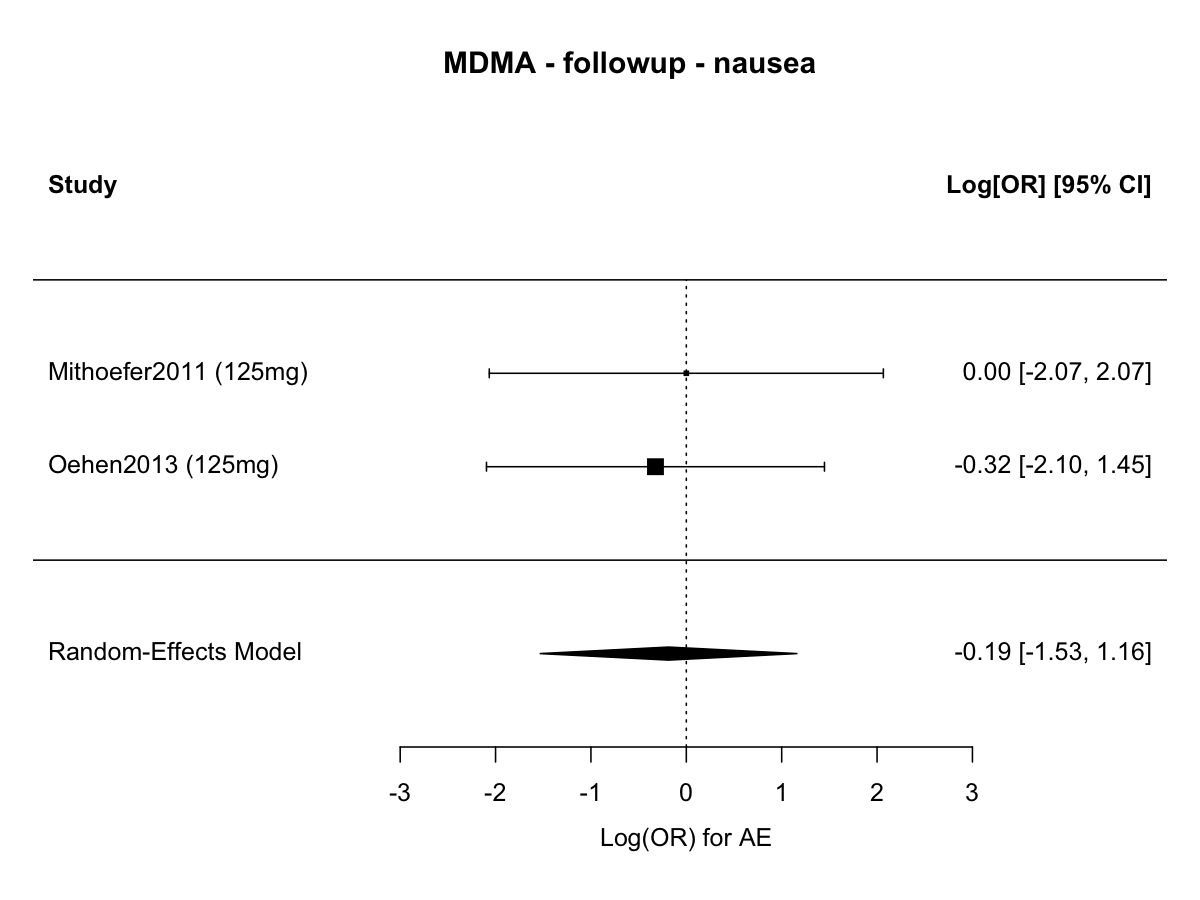 MDMA - followup - nausea
Study Log[OR] [95% CI]
Mithoefer2011 (125mg) 0.00 [-2.07, 2.07]
Oehen2013 (125mg) -0.32 [-2.10, 1.45]
Random-Effects Model -0.19 [-1.53, 1.16]
-3 -2 -1 0 1 2 3
Log(OR) for AE